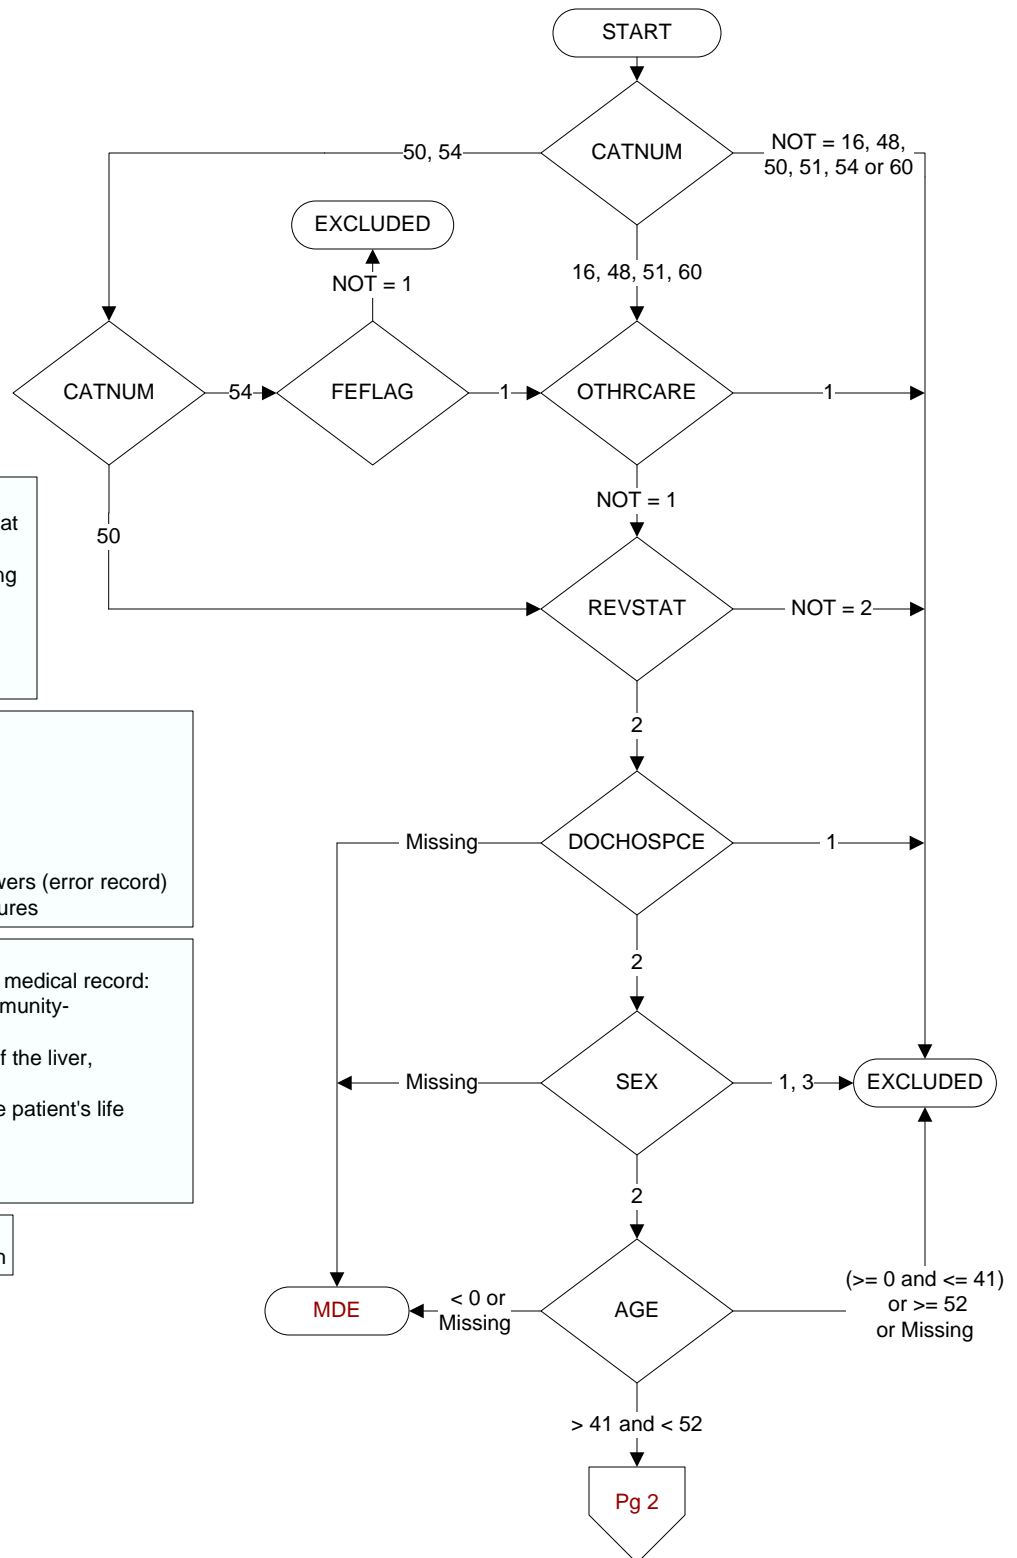 START
CATNUM
50, 54
NOT = 16, 48,
50, 51, 54 or 60
EXCLUDED
NOT = 1
16, 48, 51, 60
CATNUM
54
FEFLAG
1
OTHRCARE
1
NOT = 1
50
at
ng
REVSTAT
NOT = 2
2
wers (error record)
ures
Missing
DOCHOSPCE
1
2
medical record:
munity-
f the liver,
e patient's life
Missing
SEX
1, 3
EXCLUDED
2
n
MDE
< 0 or
Missing
AGE
(>= 0 and <= 41)
or >= 52
or Missing
> 41 and < 52
Pg 2